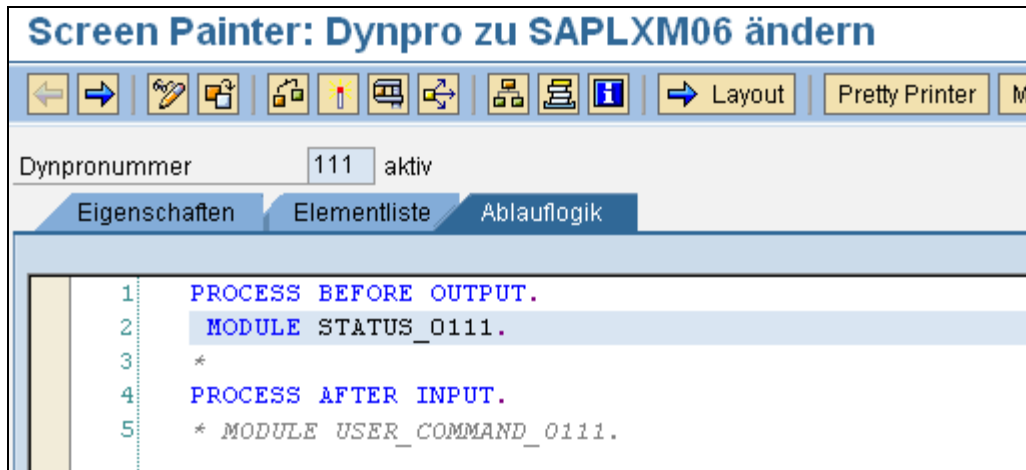 Screen Painter: Dynpro zu SAPLXM06 ändern
Layout Pretty Printer M
Dynpronummer 111 aktiv
Eigenschaften Elementliste Ablauflogik
1 PROCESS BEFORE OUTPUT.
2 MODULE STATUS_0111.
3 *
4 PROCESS AFTER INPUT.
5 * MODULE USER_COMMAND_0111.